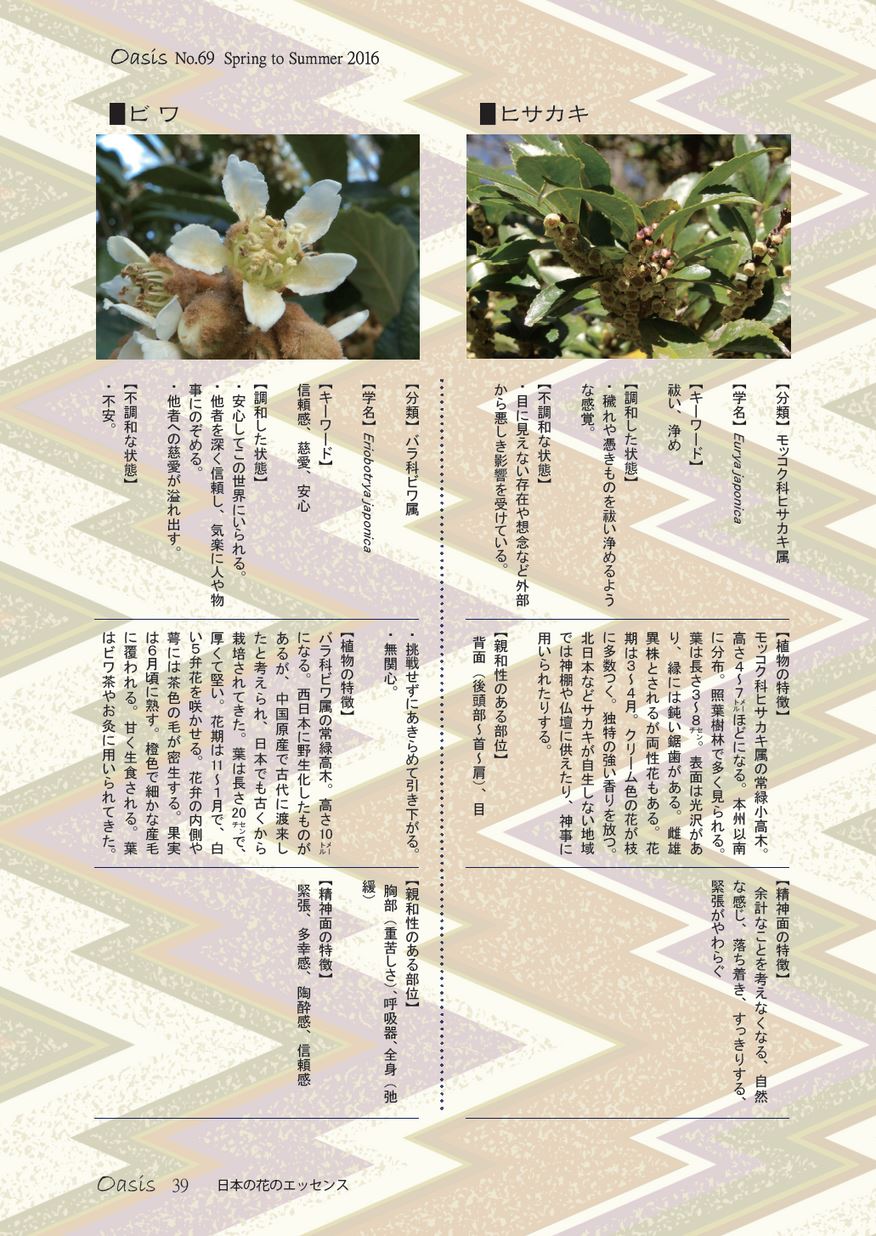 Oasis No.69 Spring to Summer 2016
■ヒサカキ
【分類】モッコク科ヒサカキ属
【学名】Eurya japonica
【キーワード】
祓い、浄め
【調和した状態】
・穢れや憑きものを祓い浄めるよう
な感覚。
【不調和な状態】
・目に見えない存在や想念など外部
から悪しき影響を受けている。
【植物の特徴】
モッコク科ヒサカキ属の常緑小高木。
高さ4〜7メートルほどになる。本州以南
に分布。照葉樹林で多く見られる。
葉は長さ3〜8センチ。表面は光沢があ
り、縁には鈍い鋸歯がある。雌雄
異株とされるが両性花もある。花
期は3〜4月。クリーム色の花が枝
に多数つく。独特の強い香りを放つ。
北日本などサカキが自生しない地域
では神棚や仏壇に供えたり、神事に
用いられたりする。
【親和性のある部位】
背面（後頭部〜首〜肩）、目
【精神面の特徴】
余計なことを考えなくなる、自然
な感じ、落ち着き、すっきりする、
緊張がやわらぐ
■ビワ
【分類】バラ科ビワ属
【学名】Eriobotrya japonica
【キーワード】
信頼感、慈愛、安心
【調和した状態】
・安心してこの世界にいられる。
・他者を深く信頼し、気楽に人や物
事にのぞめる。
・他者への慈愛が溢れ出す。
【不調和な状態】
・不安。
・挑戦せずにあきらめて引き下がる。
・無関心。
【植物の特徴】
バラ科ビワ属の常緑高木。高さ10メートル
になる。西日本に野生化したものが
あるが、中国原産で古代に渡来し
たと考えられ、日本でも古くから
栽培されてきた。葉は長さ20センチで、
厚くて堅い。花期は11〜1月で、白
い5弁花を咲かせる。花弁の内側や
萼には茶色の毛が密生する。果実
は6月頃に熟す。橙色で細かな産毛
に覆われる。甘く生食される。葉
はビワ茶やお灸に用いられてきた。
【親和性のある部位】
胸部（重苦しさ）、呼吸器、全身（弛
緩）
【精神面の特徴】
緊張、多幸感、陶酔感、信頼感
Oasis 39 日本の花のエッセンス